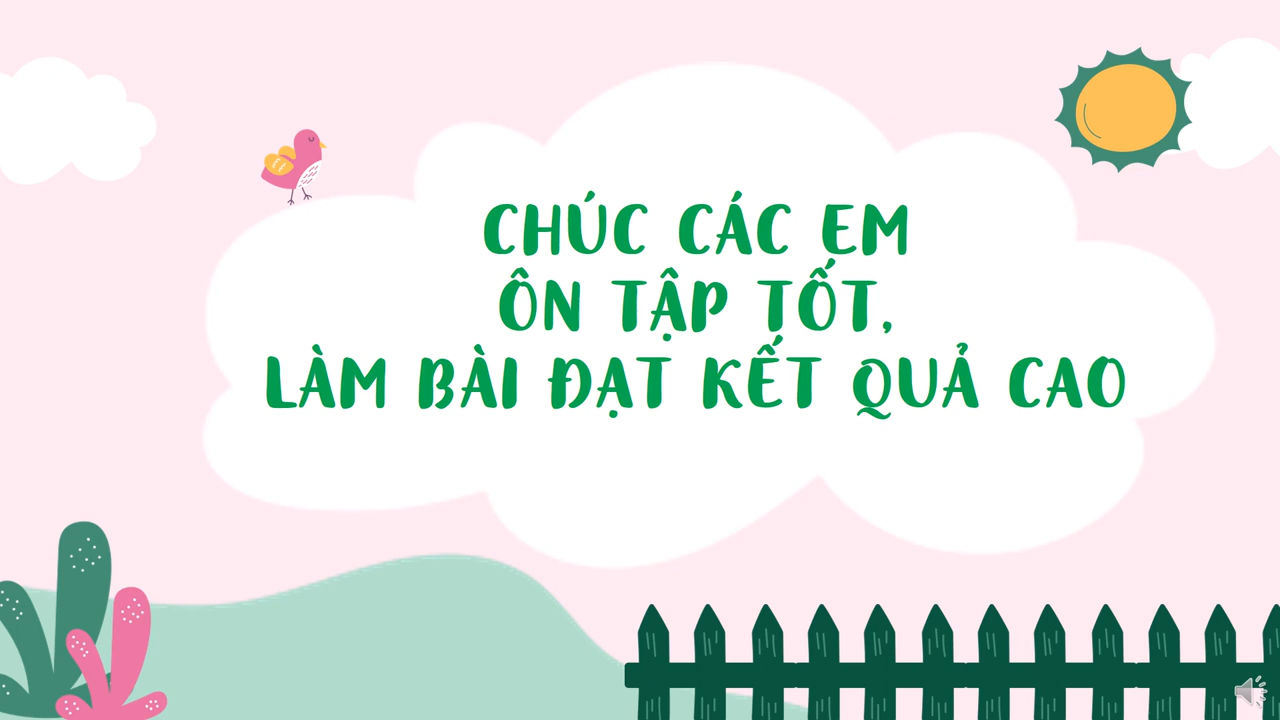 CHÚC CÁC EM
ÔN TẬP TỐT,
LÀM BÀI ĐẠT KẾT QUẢ CAO